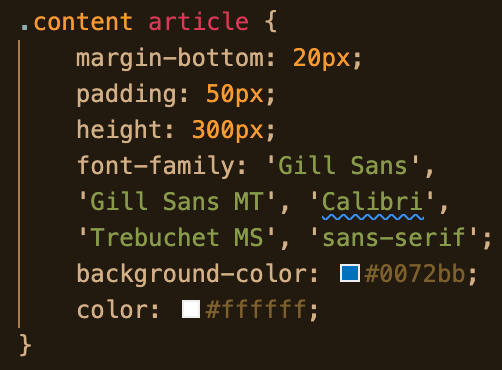 .content article {
margin-bottom: 20px;
padding: 50px;
height: 300px;
font-family: 'Gill Sans',
'Gill Sans MT', 'Calibri',
'Trebuchet MS', 'sans-serif';
background-color: #0072bb;
color: #ffffff;
}